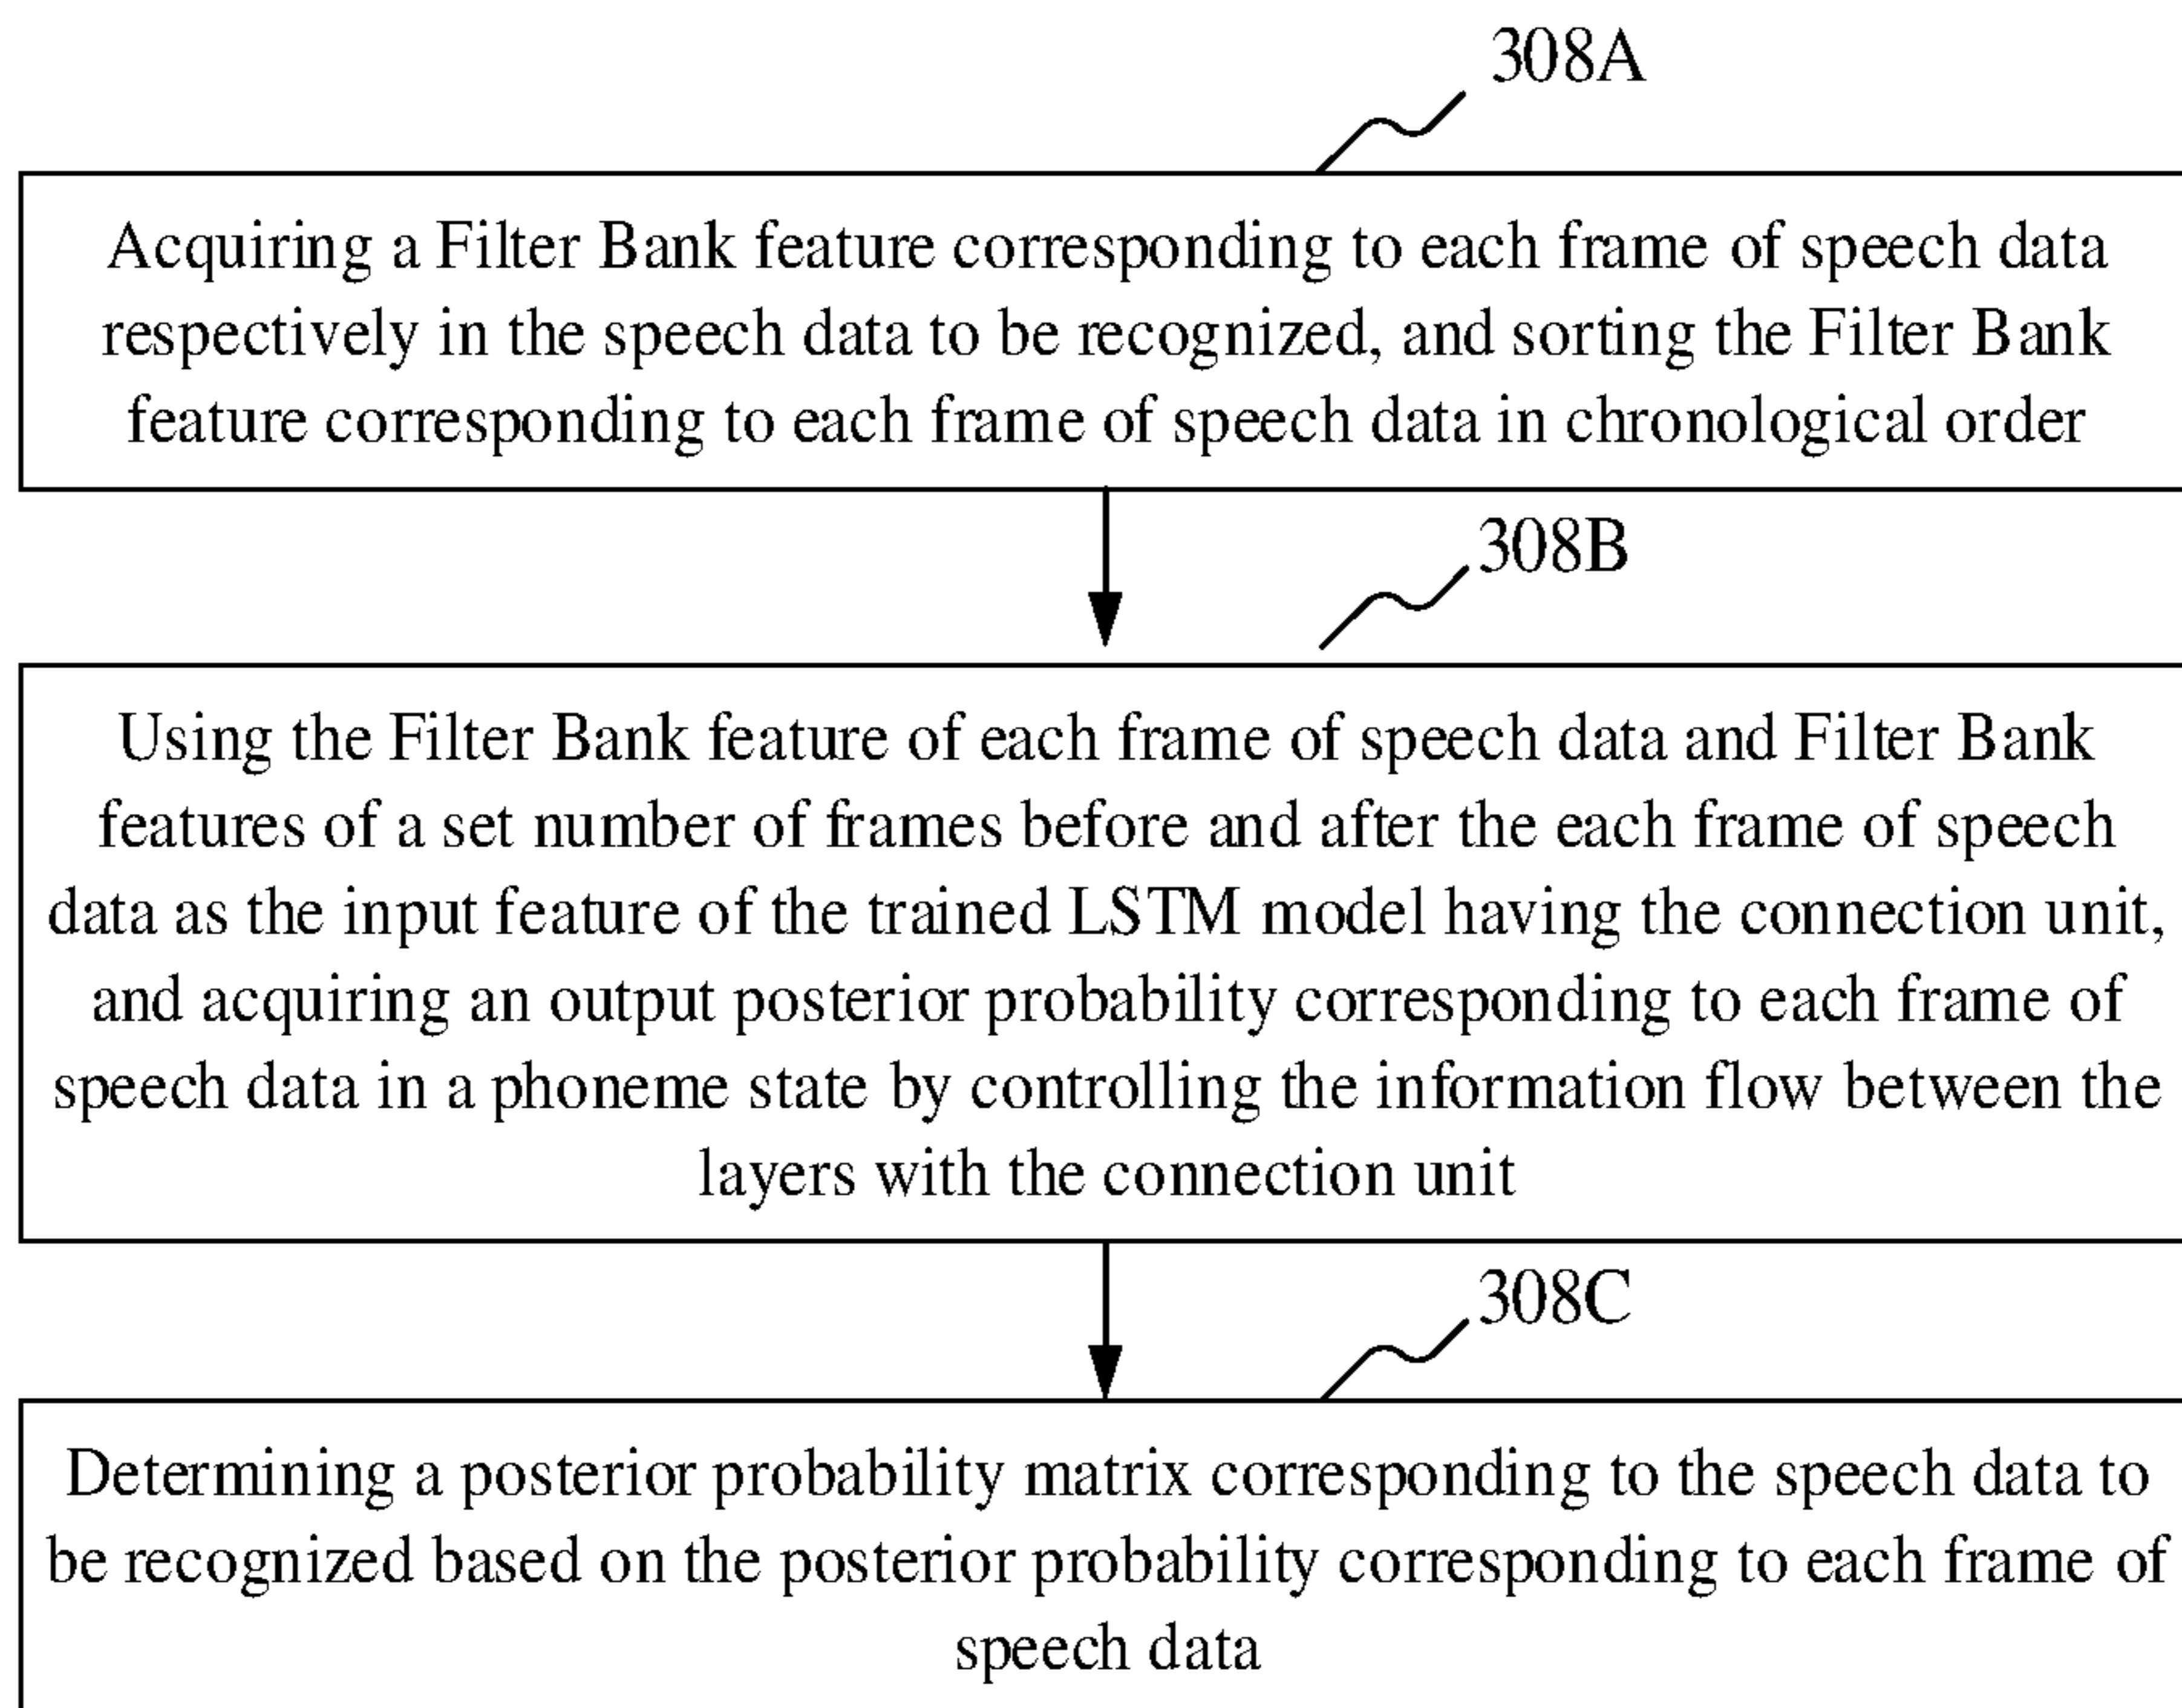 308A
Acquiring a Filter Bank feature corresponding to each frame of speech data
respectively in the speech data to be recognized, and sorting the Filter Bank
feature corresponding to each frame of speech data in chronological order
308B
Using the Filter Bank feature of each frame of speech data and Filter Bank
features of a set number of frames before and after the each frame of speech
data as the input feature of the trained LSTM model having the connection unit,
and acquiring an output posterior probability corresponding to each frame of
speech data in a phoneme state by controlling the information flow between the
layers with the connection unit
308C
Determining a posterior probability matrix corresponding to the speech data to
be recognized based on the posterior probability corresponding to each frame of
speech data